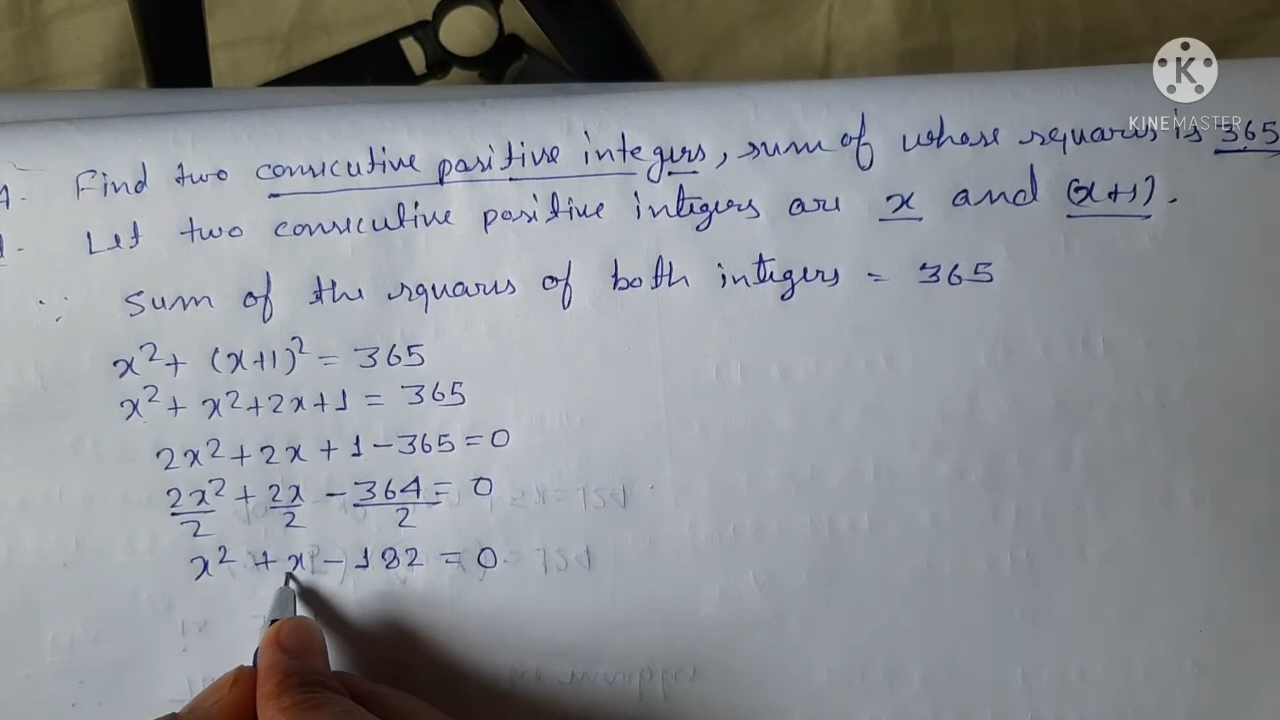 KINEMASTER
Find two consecutive positive integers, sum of whose squares is 365
Let two consecutive positive integers are x and (x+1).
∵ sum of the squares of both integers = 365
x² + (x+1)² = 365
x² + x²+2x+1 = 365
2x²+2x+1-365=0
2x²/2 + 2x/2 - 364/2 = 0
x² + x - 182 = 0